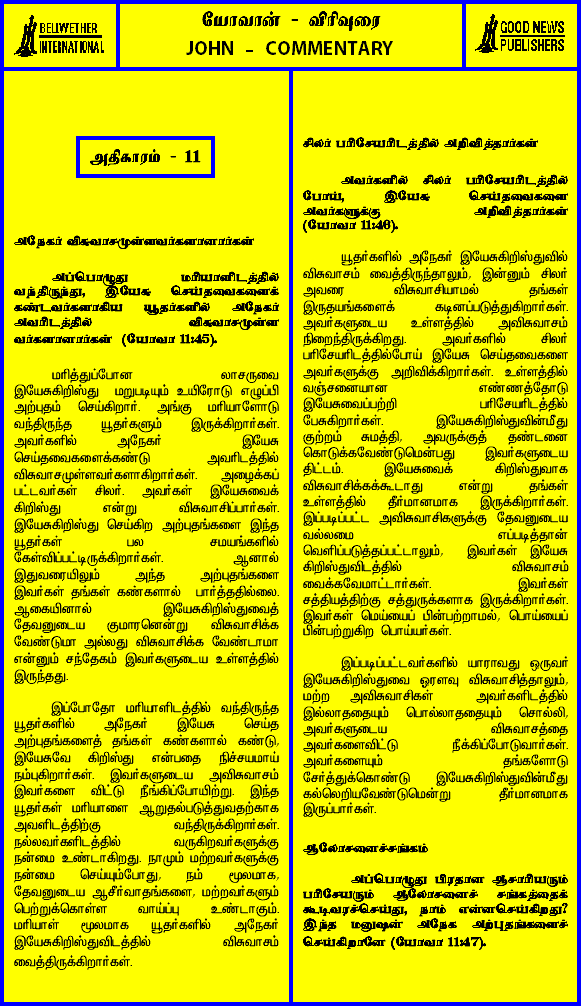 BELWETHER
INTERNATIONAL
யோவான் - விரிவுரை
JOHN - COMMENTARY
GOOD NEWS
PUBLISHERS
அதிகாரம் - 11
அநேகர் விசுவாசமுள்ளவர்களானார்கள்
அப்பொழுது மரியாளிடத்தில்
வந்திருந்து, இயேசு செய்தவைகளைக்
கண்டவர்களாகிய யூதர்களில் அநேகர்
அவரிடத்தில் விசுவாசமுள்ள
வர்களானார்கள் (யோவா 11:45).
மரித்துப்போன லாசருவை
இயேசுகிறிஸ்து மறுபடியும் உயிரோடு எழுப்பி
அற்புதம் செய்கிறார். அங்கு மரியாளோடு
வந்திருந்த யூதர்களும் இருக்கிறார்கள்.
அவர்களில் அநேகர் இயேசு
செய்தவைகளைக்கண்டு அவரிடத்தில்
விசுவாசமுள்ளவர்களாகிறார்கள். அழைக்கப்
பட்டவர்கள் சிலர். அவர்கள் இயேசுவைக்
கிறிஸ்து என்று விசுவாசிப்பார்கள்.
இயேசுகிறிஸ்து செய்கிற அற்புதங்களை இந்த
யூதர்கள் பல சமயங்களில்
கேள்விப்பட்டிருக்கிறார்கள். ஆனால்
இதுவரையிலும் அந்த அற்புதங்களை
இவர்கள் தங்கள் கண்களால் பார்த்ததில்லை.
ஆகையினால் இயேசுகிறிஸ்துவைத்
தேவனுடைய குமாரனென்று விசுவாசிக்க
வேண்டுமா அல்லது விசுவாசிக்க வேண்டாமா
என்னும் சந்தேகம் இவர்களுடைய உள்ளத்தில்
இருந்தது.
இப்போதோ மரியாளிடத்தில் வந்திருந்த
யூதர்களில் அநேகர் இயேசு செய்த
அற்புதங்களைத் தங்கள் கண்களால் கண்டு,
இயேசுவே கிறிஸ்து என்பதை நிச்சயமாய்
நம்புகிறார்கள். இவர்களுடைய அவிசுவாசம்
இவர்களை விட்டு நீங்கிப்போயிற்று. இந்த
யூதர்கள் மரியாளை ஆறுதல்படுத்துவதற்காக
அவளிடத்திற்கு வந்திருக்கிறார்கள்.
நல்லவர்களிடத்தில் வருகிறவர்களுக்கு
நன்மை உண்டாகிறது. நாமும் மற்றவர்களுக்கு
நன்மை செய்யும்போது, நம் மூலமாக,
தேவனுடைய ஆசீர்வாதங்களை, மற்றவர்களும்
பெற்றுக்கொள்ள வாய்ப்பு உண்டாகும்.
மரியாள் மூலமாக யூதர்களில் அநேகர்
இயேசுகிறிஸ்துவிடத்தில் விசுவாசம்
வைத்திருக்கிறார்கள்.
சிலர் பரிசேயரிடத்தில் அறிவித்தார்கள்
அவர்களில் சிலர் பரிசேயரிடத்தில்
போய், இயேசு செய்தவைகளை
அவர்களுக்கு அறிவித்தார்கள்
(யோவா 11:46).
யூதர்களில் அநேகர் இயேசுகிறிஸ்துவில்
விசுவாசம் வைத்திருந்தாலும், இன்னும் சிலர்
அவரை விசுவாசியாமல் தங்கள்
இருதயங்களைக் கடினப்படுத்துகிறார்கள்.
அவர்களுடைய உள்ளத்தில் அவிசுவாசம்
நிறைந்திருக்கிறது. அவர்களில் சிலர்
பரிசேயரிடத்தில்போய் இயேசு செய்தவைகளை
அவர்களுக்கு அறிவிக்கிறார்கள். உள்ளத்தில்
வஞ்சனையான எண்ணத்தோடு
இயேசுவைப்பற்றி பரிசேயரிடத்தில்
பேசுகிறார்கள். இயேசுகிறிஸ்துவின்மீது
குற்றம் சுமத்தி, அவருக்குத் தண்டனை
கொடுக்கவேண்டுமென்பது இவர்களுடைய
திட்டம். இயேசுவைக் கிறிஸ்துவாக
விசுவாசிக்கக்கூடாது என்று தங்கள்
உள்ளத்தில் தீர்மானமாக இருக்கிறார்கள்.
இப்படிப்பட்ட அவிசுவாசிகளுக்கு தேவனுடைய
வல்லமை எப்படித்தான்
வெளிப்படுத்தப்பட்டாலும், இவர்கள் இயேசு
கிறிஸ்துவிடத்தில் விசுவாசம்
வைக்கவேமாட்டார்கள். இவர்கள்
சத்தியத்திற்கு சத்துருக்களாக இருக்கிறார்கள்.
இவர்கள் மெய்யைப் பின்பற்றாமல், பொய்யைப்
பின்பற்றுகிற பொய்யர்கள்.
இப்படிப்பட்டவர்களில் யாராவது ஒருவர்
இயேசுகிறிஸ்துவை ஓரளவு விசுவாசித்தாலும்,
மற்ற அவிசுவாசிகள் அவர்களிடத்தில்
இல்லாததையும் பொல்லாததையும் சொல்லி,
அவர்களுடைய விசுவாசத்தை
அவர்களைவிட்டு நீக்கிப்போடுவார்கள்.
அவர்களையும் தங்களோடு
சேர்த்துக்கொண்டு இயேசுகிறிஸ்துவின்மீது
கல்லெறியவேண்டுமென்று தீர்மானமாக
இருப்பார்கள்.
ஆலோசனைச்சங்கம்
அப்பொழுது பிரதான ஆசாரியரும்
பரிசேயரும் ஆலோசனைச் சங்கத்தைக்
கூடிவரச்செய்து, நாம் என்னசெய்கிறது?
இந்த மனுஷன் அநேக அற்புதங்களைச்
செய்கிறானே (யோவா 11:47).